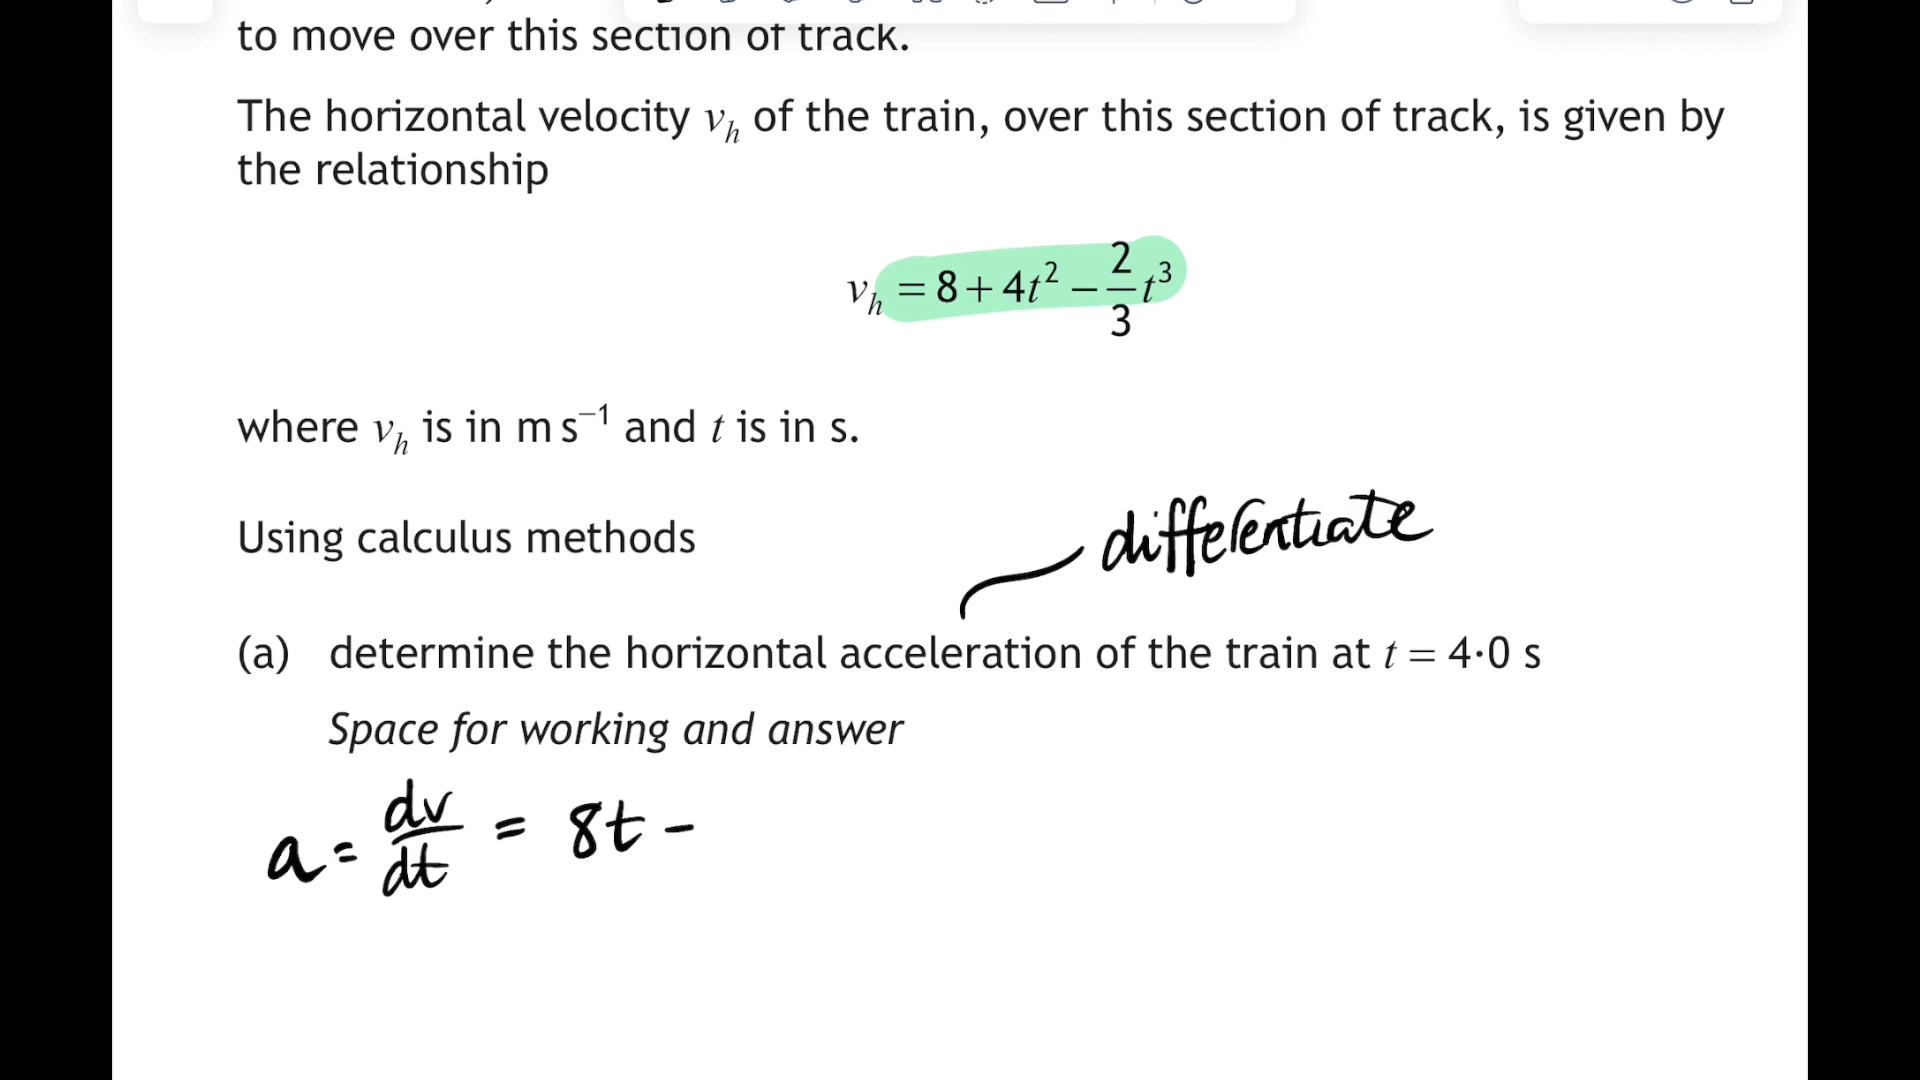 to move over this section of track.
The horizontal velocity vₕ of the train, over this section of track, is given by
the relationship
vₕ = 8 + 4t² − 2/3 t³
where vₕ is in m s⁻¹ and t is in s.
Using calculus methods
differentiate
(a) determine the horizontal acceleration of the train at t = 4·0 s
Space for working and answer
a = dv/dt = 8t -